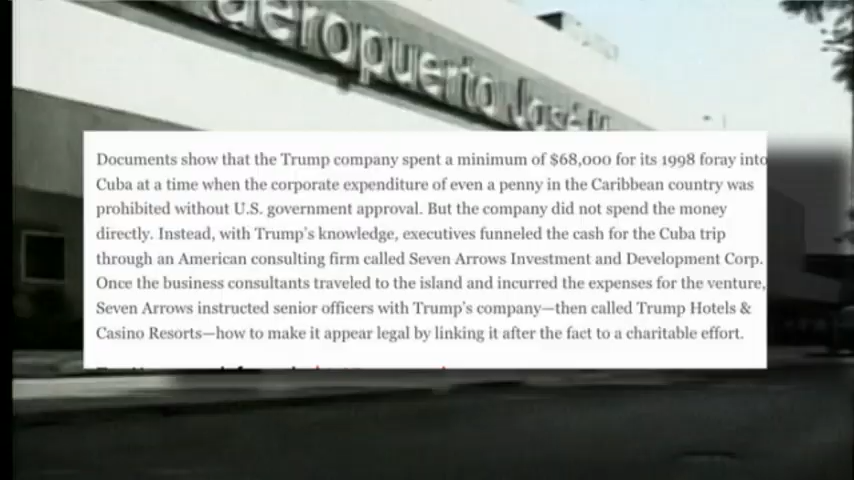 aeropuerto José
Documents show that the Trump company spent a minimum of $68,000 for its 1998 foray into
Cuba at a time when the corporate expenditure of even a penny in the Caribbean country was
prohibited without U.S. government approval. But the company did not spend the money
directly. Instead, with Trump's knowledge, executives funneled the cash for the Cuba trip
through an American consulting firm called Seven Arrows Investment and Development Corp.
Once the business consultants traveled to the island and incurred the expenses for the venture,
Seven Arrows instructed senior officers with Trump's company—then called Trump Hotels &
Casino Resorts—how to make it appear legal by linking it after the fact to a charitable effort.